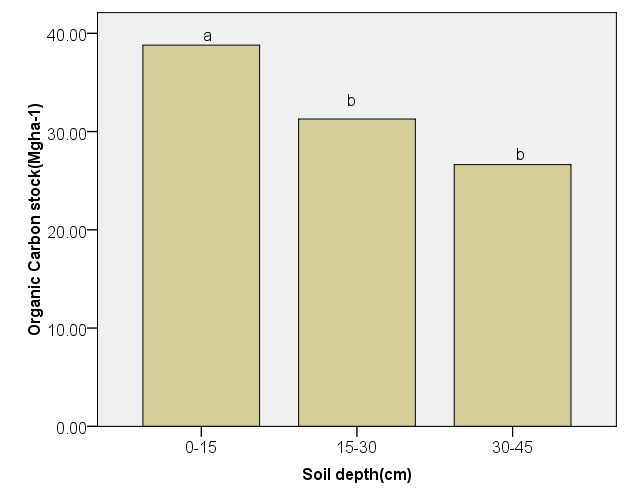 a
b
b
40.00
30.00
20.00
10.00
0.00
Organic Carbon stock(Mgha-1)
0-15 15-30 30-45
Soil depth(cm)